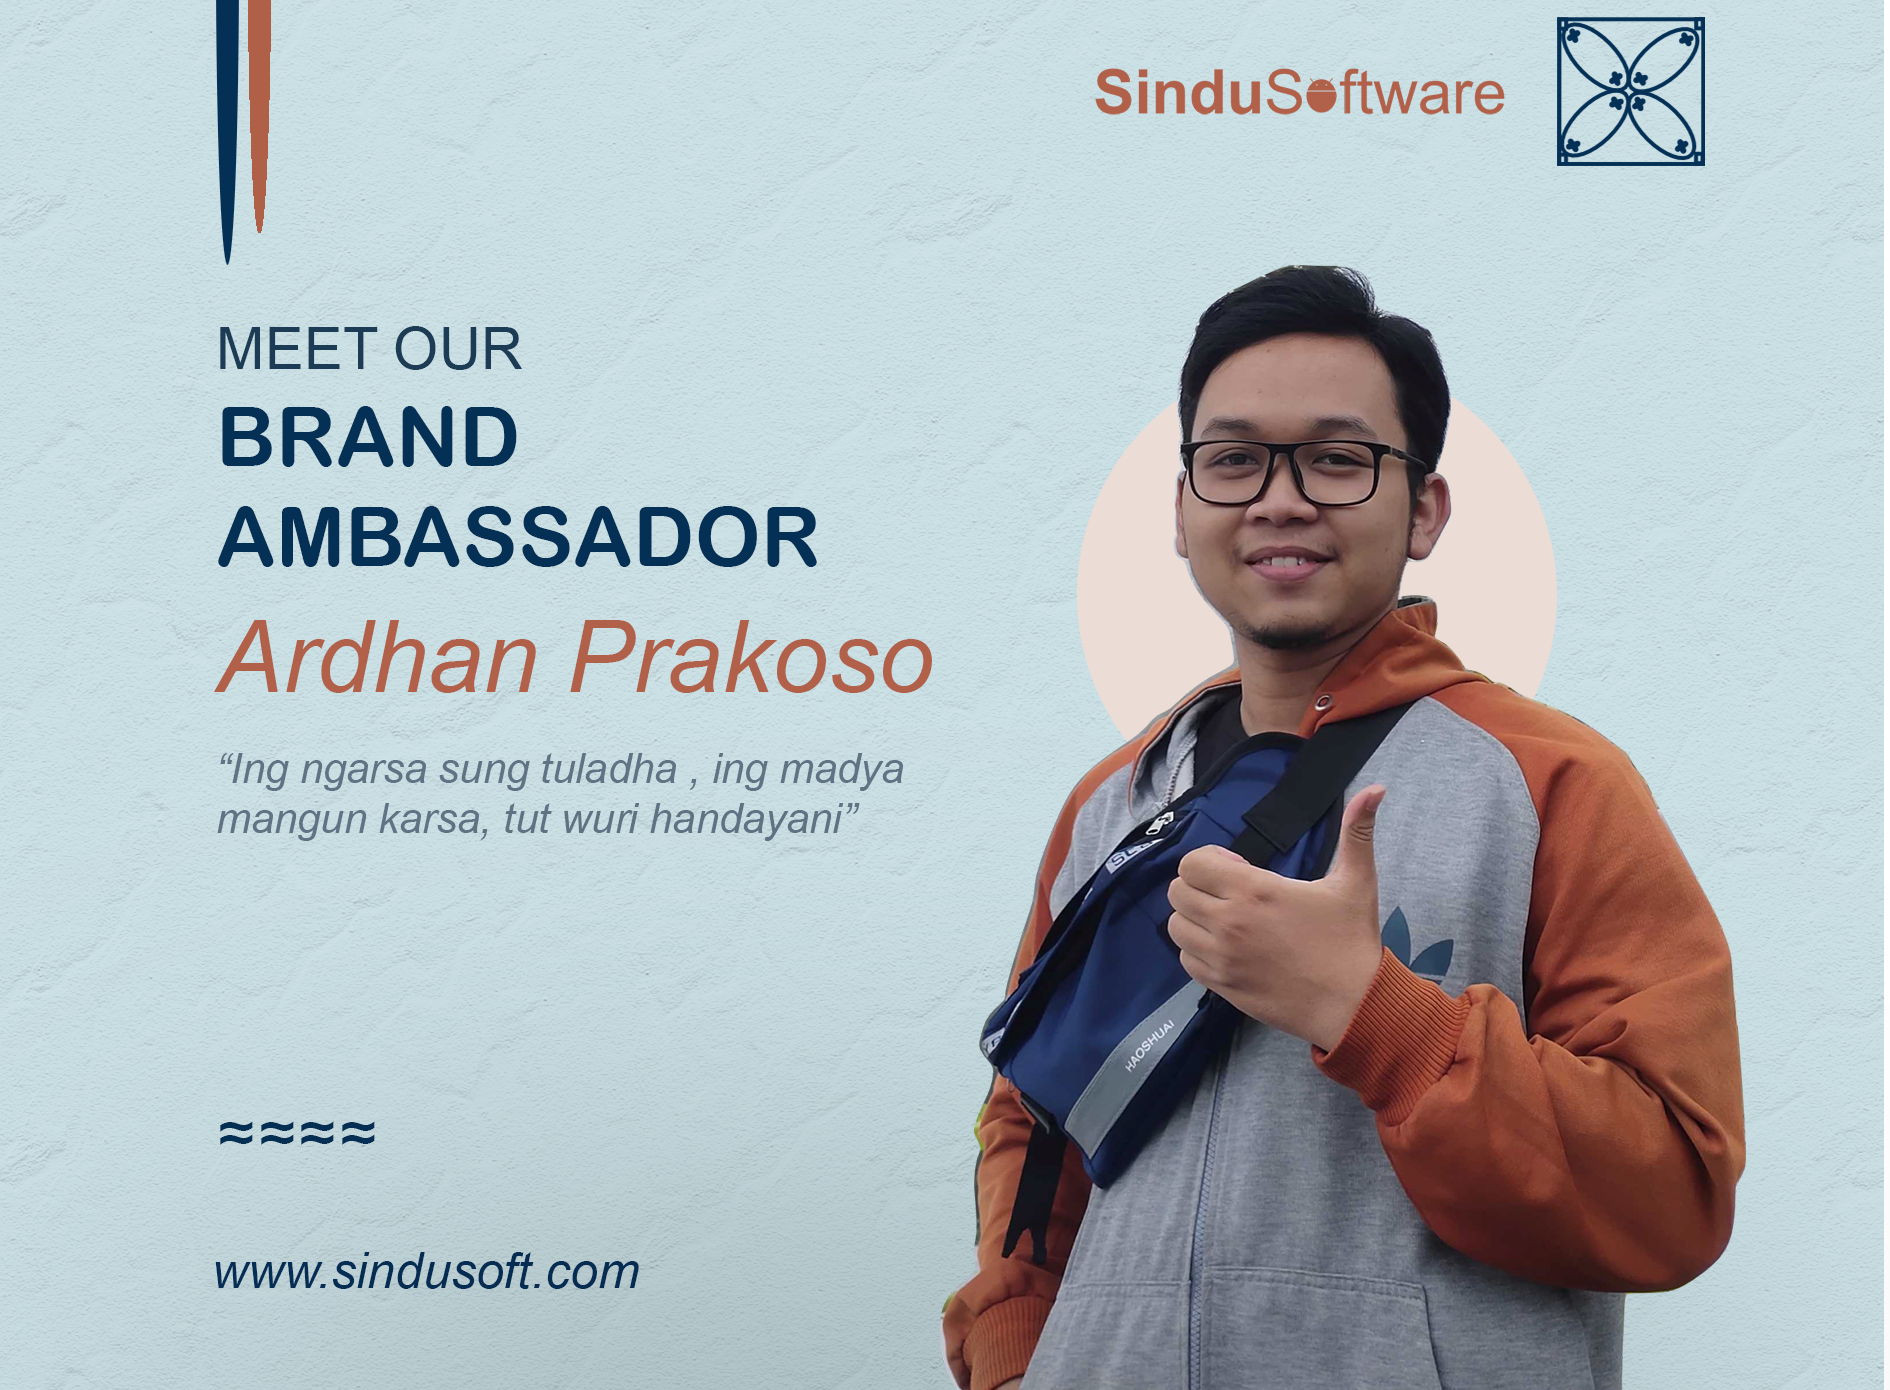 SinduSoftware
MEET OUR
BRAND
AMBASSADOR
Ardhan Prakoso
“Ing ngarsa sung tuladha , ing madya
mangun karsa, tut wuri handayani”
HAOSHUAI
≈≈≈≈
www.sindusoft.com